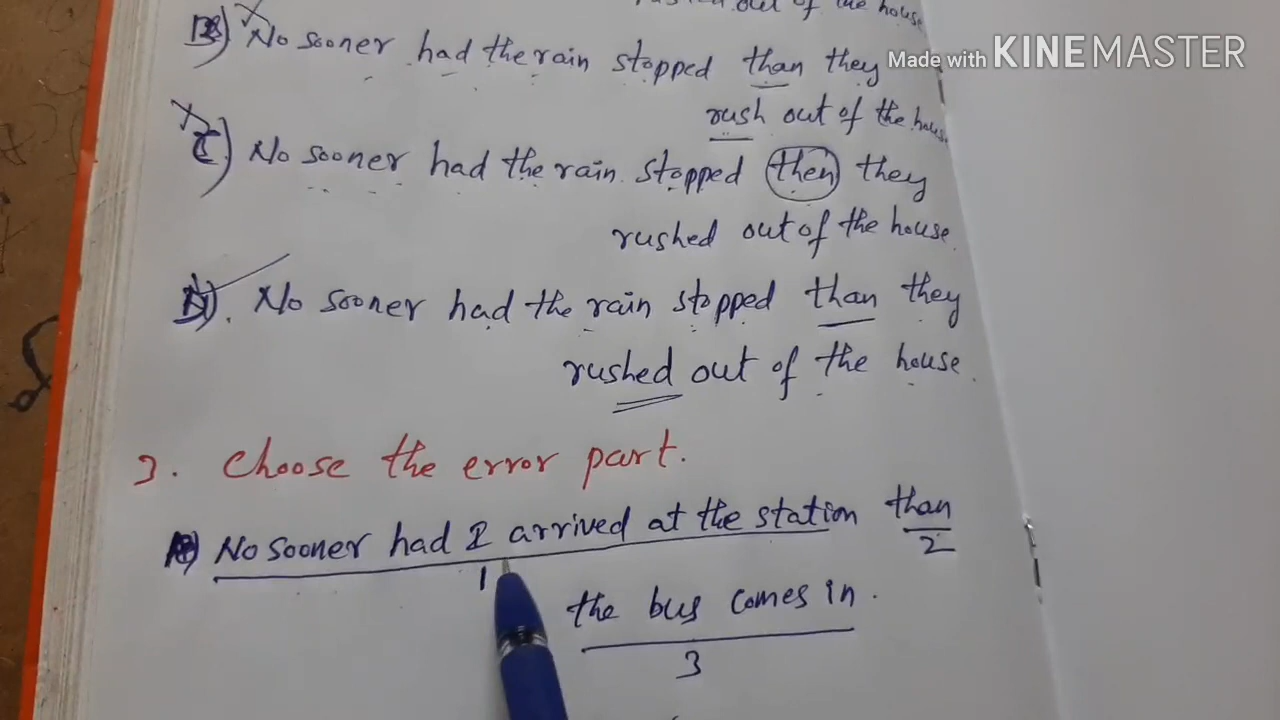 out of the house
B) No sooner had the rain stopped than they
Made with KINEMASTER
rush out of the house
C) No sooner had the rain stopped then they
rushed out of the house.
D). No sooner had the rain stopped than they
rushed out of the house.
3. Choose the error part.
A) No sooner had I arrived at the station than
1
2
the bus comes in.
3